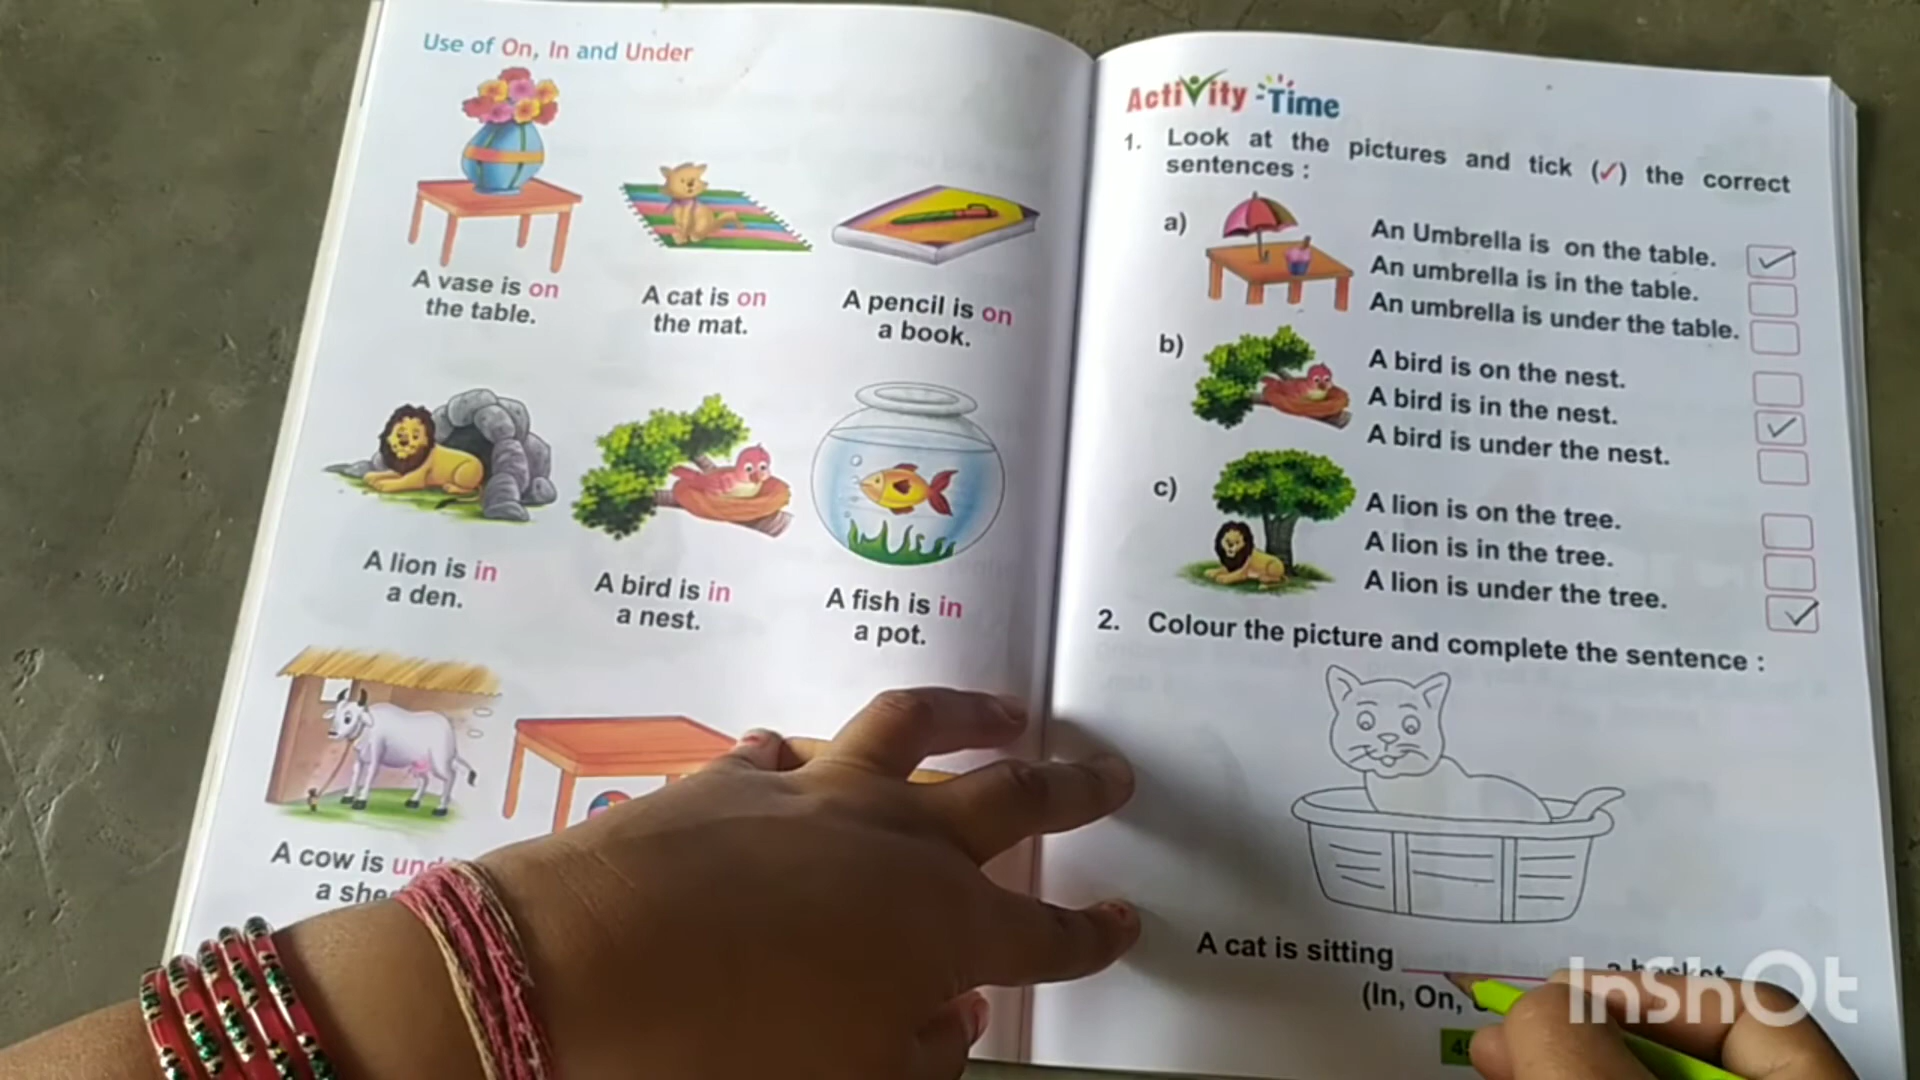 Use of On, In and Under
A vase is on
the table.
A cat is on
the mat.
A pencil is on
a book.
A lion is in
a den.
A bird is in
a nest.
A fish is in
a pot.
A cow is
a
Activity Time
1. Look at the pictures and tick (✓) the correct
sentences :
a)
An Umbrella is on the table.
An umbrella is in the table.
An umbrella is under the table.
b)
A bird is on the nest.
A bird is in the nest.
A bird is under the nest.
c)
A lion is on the tree.
A lion is in the tree.
A lion is under the tree.
2. Colour the picture and complete the sentence :
A cat is sitting a basket
(In, On,
InShOt